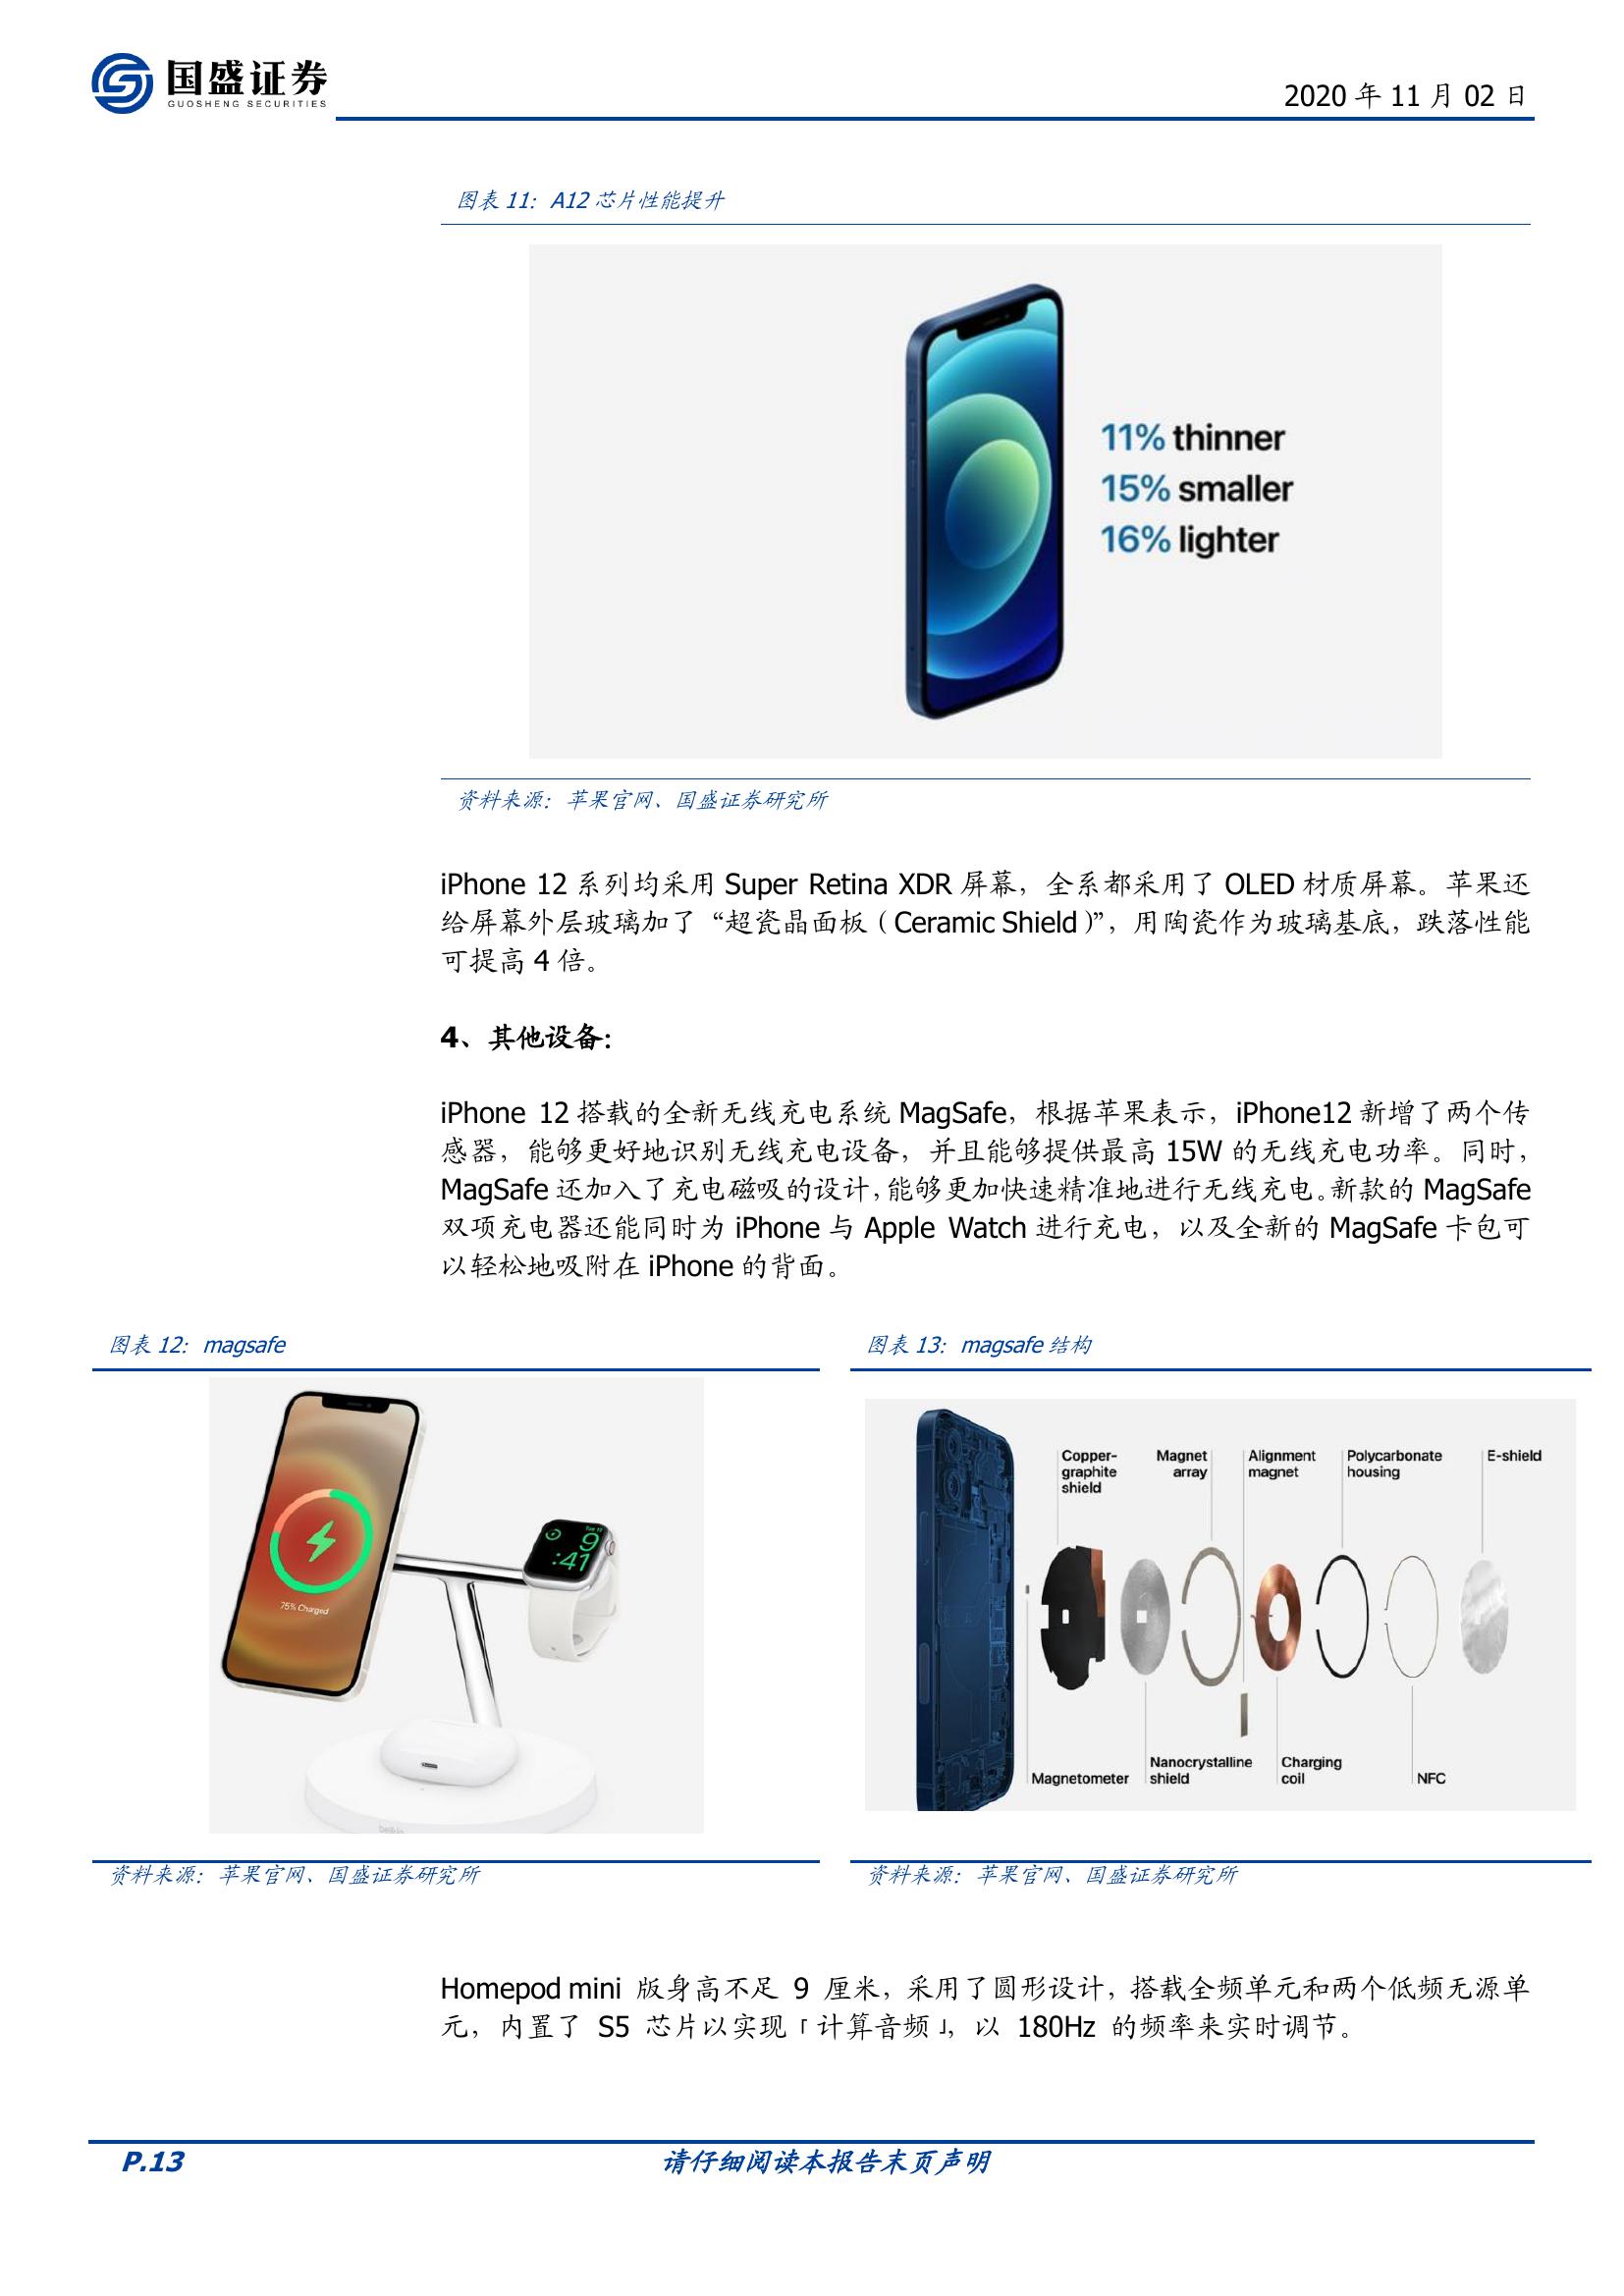 国盛证券
GUOSHENG SECURITIES
2020 年 11 月 02 日
图表 11：A12 芯片性能提升
11% thinner
15% smaller
16% lighter
资料来源：苹果官网、国盛证券研究所
iPhone 12 系列均采用 Super Retina XDR 屏幕，全系都采用了 OLED 材质屏幕。苹果还
给屏幕外层玻璃加了“超瓷晶面板（Ceramic Shield）”，用陶瓷作为玻璃基底，跌落性能
可提高 4 倍。
4、其他设备：
iPhone 12 搭载的全新无线充电系统 MagSafe，根据苹果表示，iPhone12 新增了两个传
感器，能够更好地识别无线充电设备，并且能够提供最高 15W 的无线充电功率。同时，
MagSafe 还加入了充电磁吸的设计，能够更加快速精准地进行无线充电。新款的 MagSafe
双项充电器还能同时为 iPhone 与 Apple Watch 进行充电，以及全新的 MagSafe 卡包可
以轻松地吸附在 iPhone 的背面。
图表 12：magsafe
75% Charged
Tue 13
9
:41
belkin
资料来源：苹果官网、国盛证券研究所
图表 13：magsafe 结构
Copper-
graphite
shield
Magnet
array
Alignment
magnet
Polycarbonate
housing
E-shield
Magnetometer
Nanocrystalline
shield
Charging
coil
NFC
资料来源：苹果官网、国盛证券研究所
Homepod mini 版身高不足 9 厘米，采用了圆形设计，搭载全频单元和两个低频无源单
元，内置了 S5 芯片以实现「计算音频」，以 180Hz 的频率来实时调节。
P.13
请仔细阅读本报告末页声明